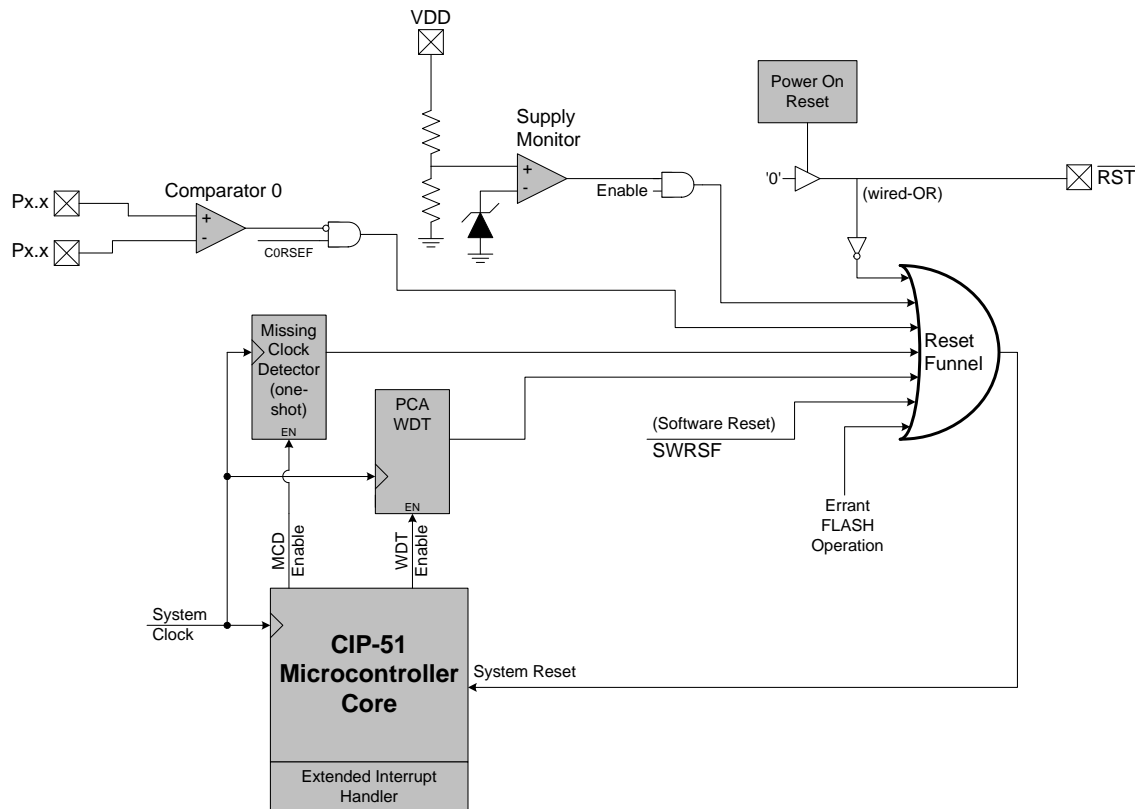 VDD
Power On
Reset
Supply
Monitor
+
-
Enable
'0'
(wired-OR)
RST
Px.x
Px.x
Comparator 0
+
-
C0RSEF
Missing
Clock
Detector
(one-
shot)
EN
PCA
WDT
EN
Reset
Funnel
(Software Reset)
SWRSF
Errant
FLASH
Operation
MCD
Enable
WDT
Enable
System
Clock
CIP-51
Microcontroller
Core
System Reset
Extended Interrupt
Handler